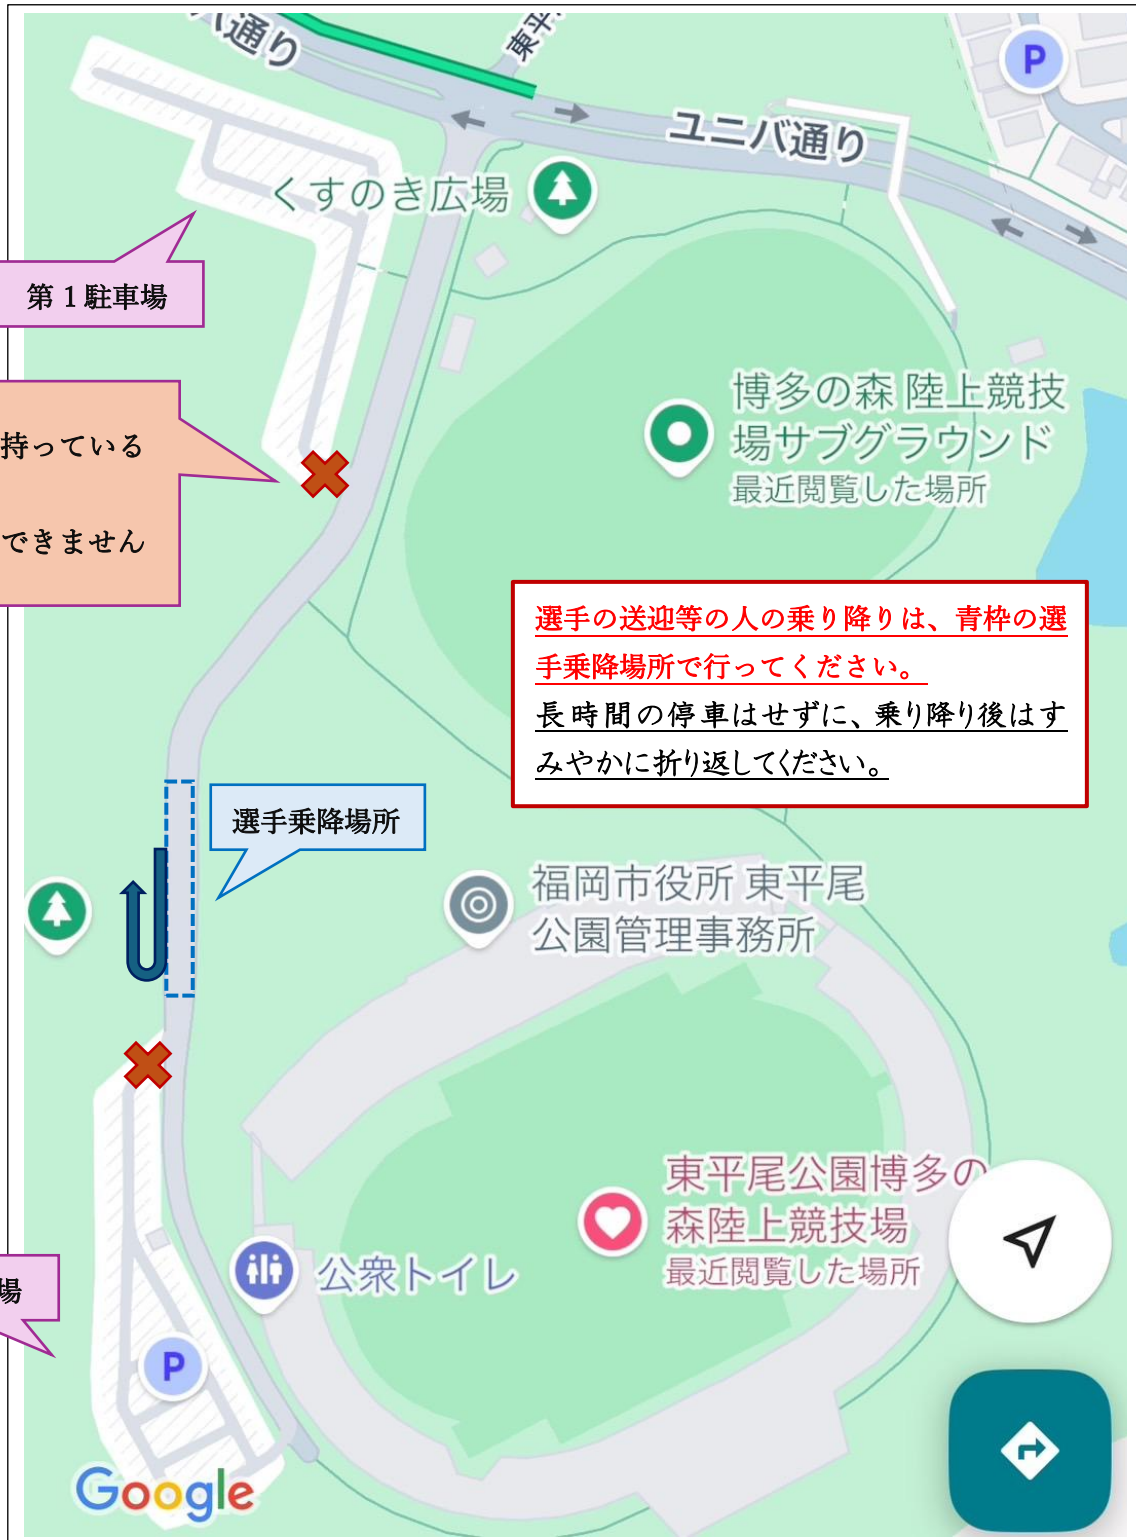 通り
東平
P
ユニバ通り
くすのき広場
第１駐車場
持っている
できません
博多の森 陸上競技
場サブグラウンド
最近閲覧した場所
選手の送迎等の人の乗り降りは、青枠の選
手乗降場所で行ってください。
長時間の停車はせずに、乗り降り後はす
みやかに折り返してください。
選手乗降場所
福岡市役所 東平尾
公園管理事務所
東平尾公園博多の
森陸上競技場
最近閲覧した場所
公衆トイレ
場
P
Google